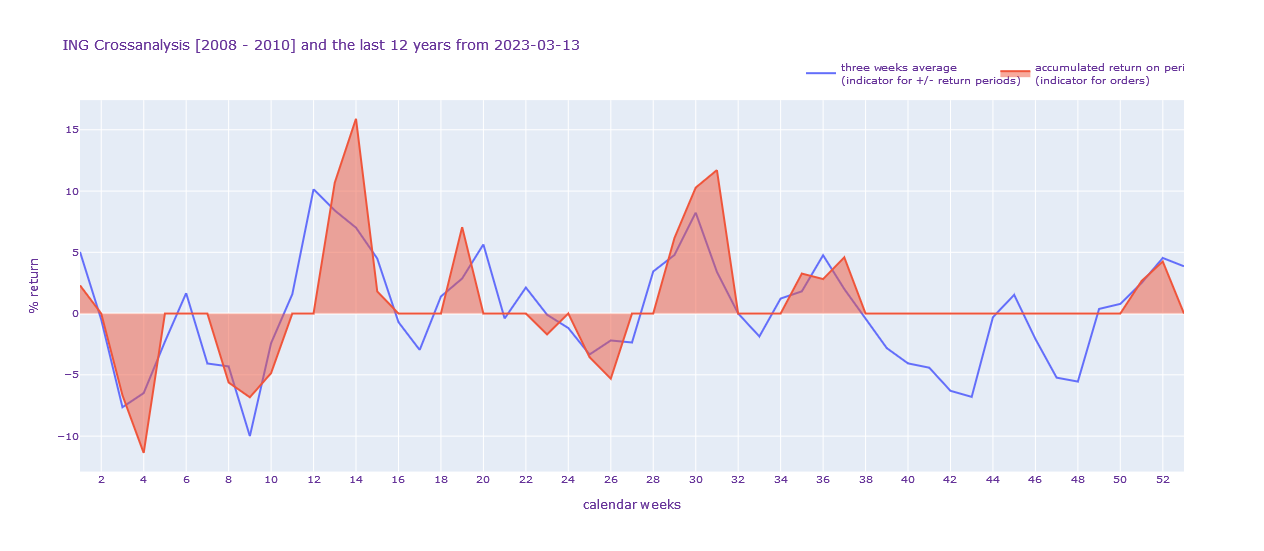 ING Crossanalysis [2008 - 2010] and the last 12 years from 2023-03-13
three weeks average
(indicator for +/- return periods)
accumulated return on peri
(indicator for orders)
% return
15
10
5
0
−5
−10
2 4 6 8 10 12 14 16 18 20 22 24 26 28 30 32 34 36 38 40 42 44 46 48 50 52
calendar weeks